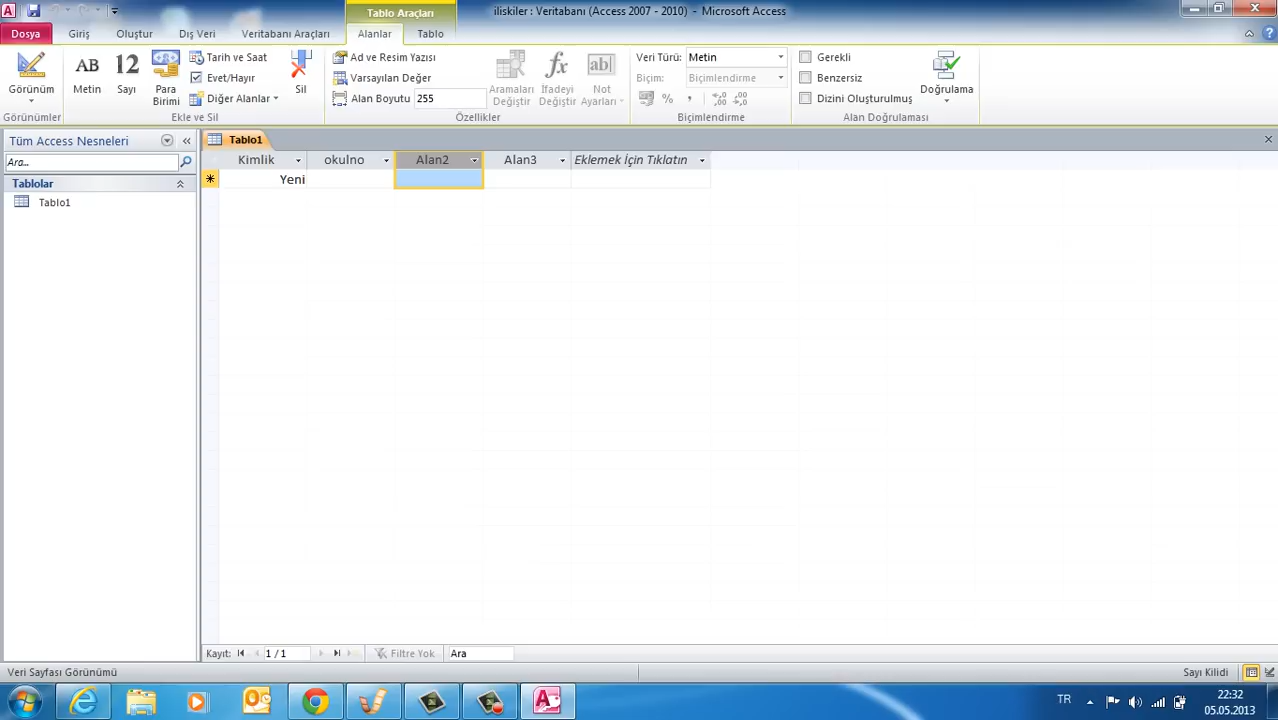 Tablo Araçları
iliskiler : Veritabanı (Access 2007 - 2010) - Microsoft Access
Dosya Giriş Oluştur Dış Veri Veritabanı Araçları Alanlar Tablo
Görünüm
Görünümler
AB
Metin
12
Sayı
Para
Birimi
Tarih ve Saat
Evet/Hayır
Diğer Alanlar
Sil
Ekle ve Sil
Ad ve Resim Yazısı
Varsayılan Değer
Alan Boyutu 255
Aramaları
Değiştir
fx
İfadeyi
Değiştir
ab
Not
Ayarları
Özellikler
Veri Türü: Metin
Biçim: Biçimlendirme
% , ,00 ,00
Biçimlendirme
Gerekli
Benzersiz
Dizini Oluşturulmuş
Doğrulama
Alan Doğrulaması
Tüm Access Nesneleri
Ara...
Tablolar
Tablo1
Tablo1
Kimlik okulno Alan2 Alan3 Eklemek İçin Tıklatın
Yeni
Kayıt: 1 / 1 Filtre Yok Ara
Veri Sayfası Görünümü Sayı Kilidi
TR
22:32
05.05.2013